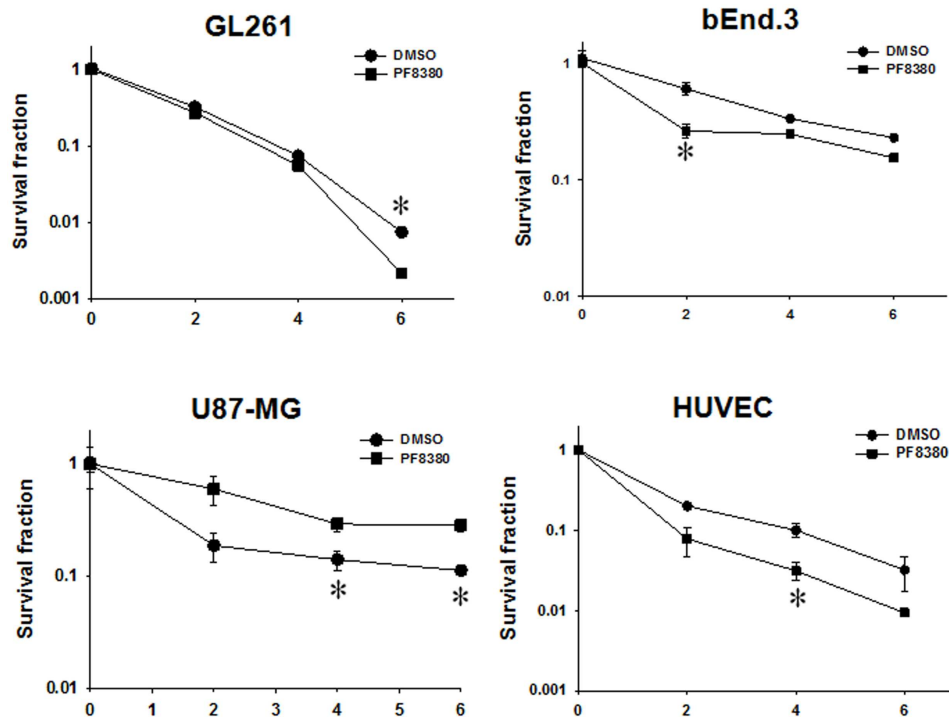 GL261
DMSO
PF8380
Survival fraction
1
0.1
0.01
0.001
0 2 4 6
*
bEnd.3
DMSO
PF8380
Survival fraction
1
0.1
0.01
0 2 4 6
*
U87-MG
DMSO
PF8380
Survival fraction
1
0.1
0.01
0 1 2 3 4 5 6
* *
HUVEC
DMSO
PF8380
Survival fraction
1
0.1
0.01
0.001
0 2 4 6
*